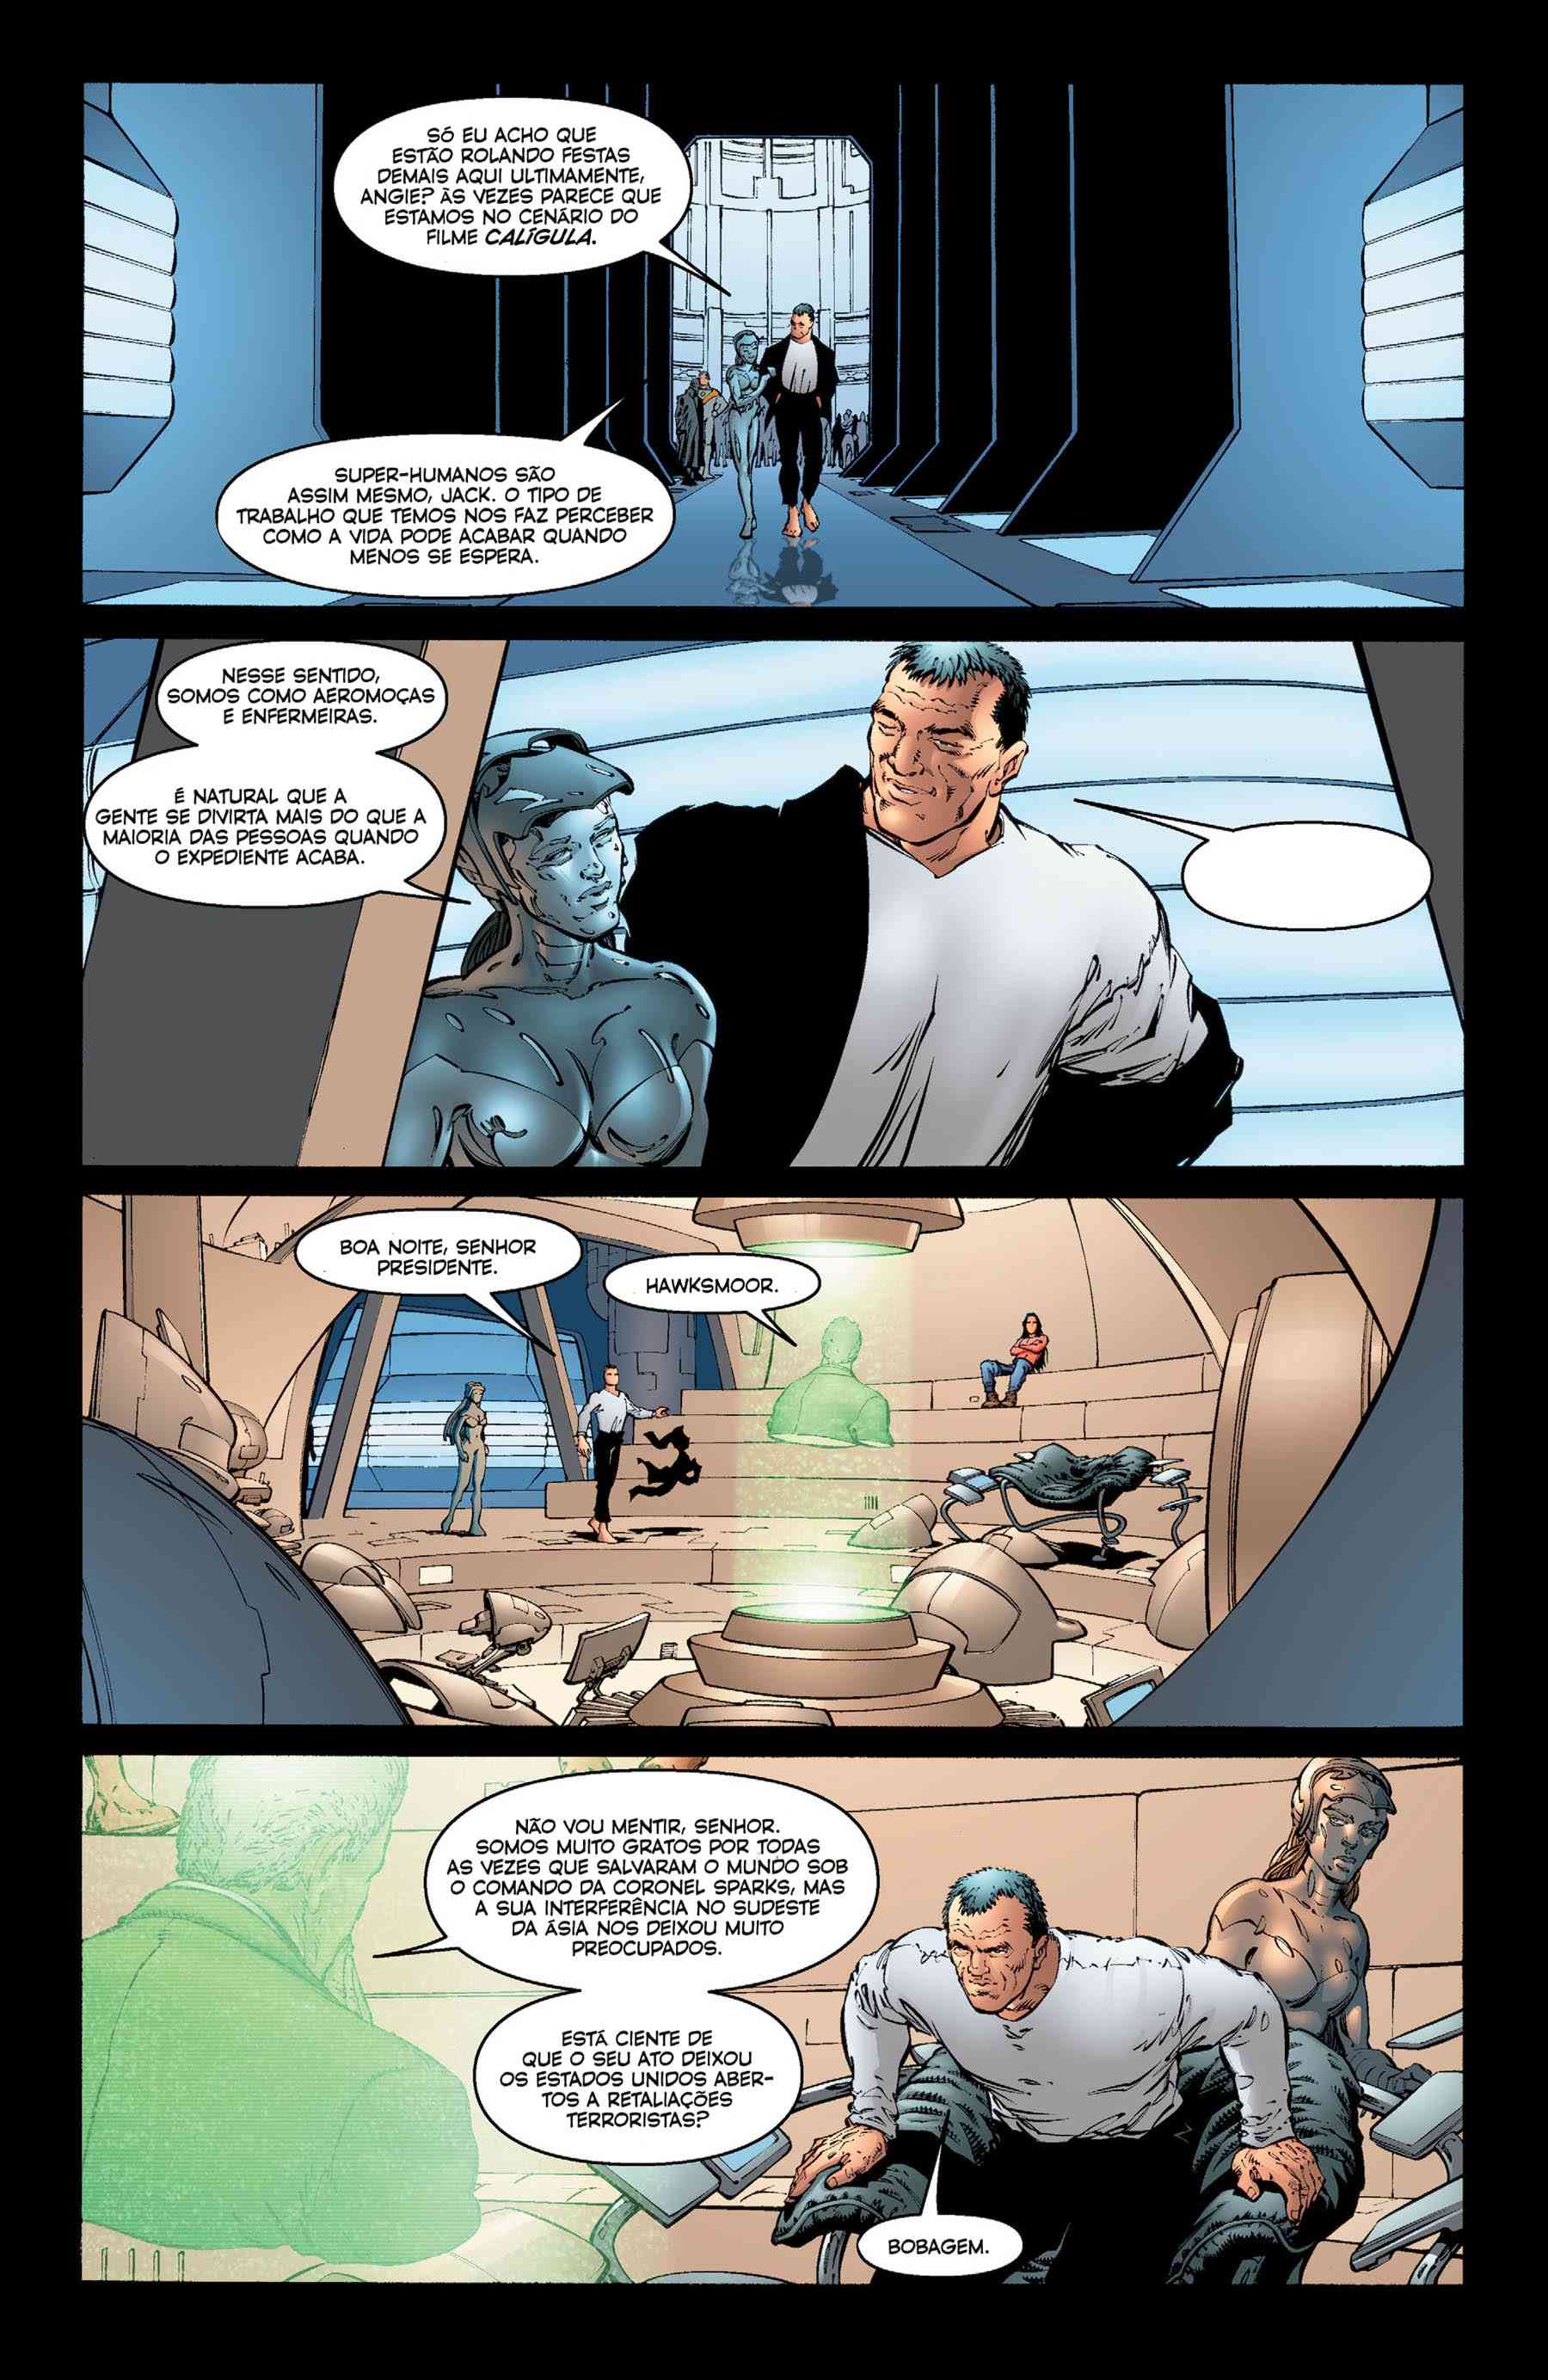 SÓ EU ACHO QUE
ESTÃO ROLANDO FESTAS
DEMAIS AQUI ULTIMAMENTE,
ANGIE? ÀS VEZES PARECE QUE
ESTAMOS NO CENÁRIO DO
FILME CALÍGULA.
SUPER-HUMANOS SÃO
ASSIM MESMO, JACK. O TIPO DE
TRABALHO QUE TEMOS NOS FAZ PERCEBER
COMO A VIDA PODE ACABAR QUANDO
MENOS SE ESPERA.
NESSE SENTIDO,
SOMOS COMO AEROMOÇAS
E ENFERMEIRAS.
É NATURAL QUE A
GENTE SE DIVIRTA MAIS DO QUE A
MAIORIA DAS PESSOAS QUANDO
O EXPEDIENTE ACABA.
BOA NOITE, SENHOR
PRESIDENTE.
HAWKSMOOR.
NÃO VOU MENTIR, SENHOR.
SOMOS MUITO GRATOS POR TODAS
AS VEZES QUE SALVARAM O MUNDO SOB
O COMANDO DA CORONEL SPARKS, MAS
A SUA INTERFERÊNCIA NO SUDESTE
DA ÁSIA NOS DEIXOU MUITO
PREOCUPADOS.
ESTÁ CIENTE DE
QUE O SEU ATO DEIXOU
OS ESTADOS UNIDOS ABER-
TOS A RETALIAÇÕES
TERRORISTAS?
BOBAGEM.